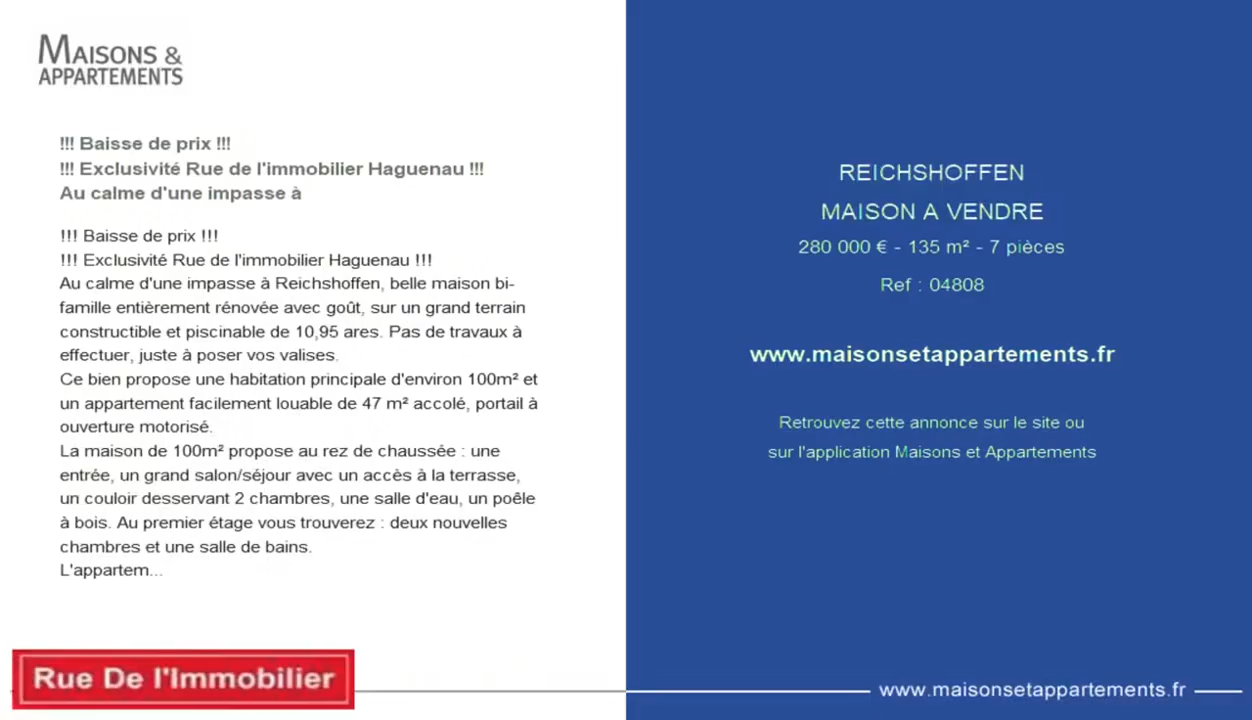 MAISONS &
APPARTEMENTS
!!! Baisse de prix !!!
!!! Exclusivité Rue de l'immobilier Haguenau !!!
Au calme d'une impasse à
!!! Baisse de prix !!!
!!! Exclusivité Rue de l'immobilier Haguenau !!!
Au calme d'une impasse à Reichshoffen, belle maison bi-
famille entièrement rénovée avec goût, sur un grand terrain
constructible et piscinable de 10,95 ares. Pas de travaux à
effectuer, juste à poser vos valises.
Ce bien propose une habitation principale d'environ 100m² et
un appartement facilement louable de 47 m² accolé, portail à
ouverture motorisé.
La maison de 100m² propose au rez de chaussée : une
entrée, un grand salon/séjour avec un accès à la terrasse,
un couloir desservant 2 chambres, une salle d'eau, un poêle
à bois. Au premier étage vous trouverez : deux nouvelles
chambres et une salle de bains.
L'appartem...
Rue De l'Immobilier
REICHSHOFFEN
MAISON A VENDRE
280 000 € - 135 m² - 7 pièces
Ref : 04808
www.maisonsetappartements.fr
Retrouvez cette annonce sur le site ou
sur l'application Maisons et Appartements
www.maisonsetappartements.fr